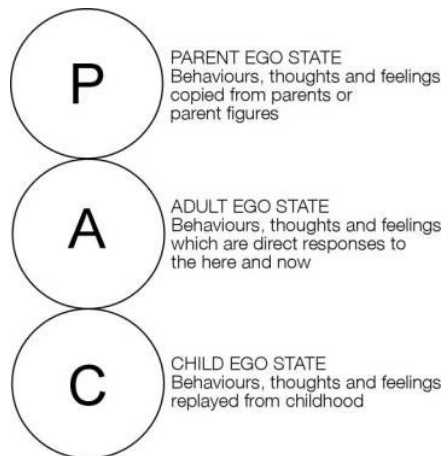 P
PARENT EGO STATE
Behaviours, thoughts and feelings
copied from parents or
parent figures
A
ADULT EGO STATE
Behaviours, thoughts and feelings
which are direct responses to
the here and now
C
CHILD EGO STATE
Behaviours, thoughts and feelings
replayed from childhood